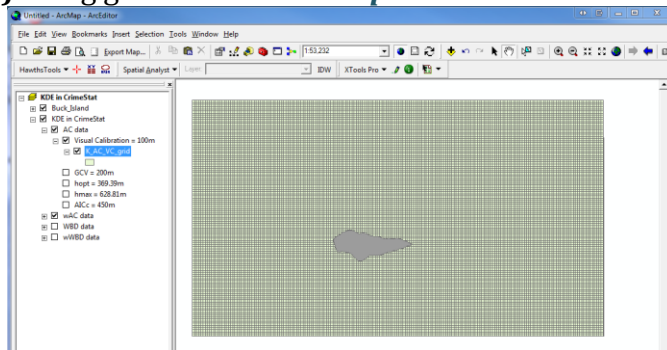 Untitled - ArcMap - ArcEditor
File Edit View Bookmarks Insert Selection Tools Window Help
Export Map... 1:53,232
HawthsTools Spatial Analyst Layer: IDW XTools Pro
KDE in CrimeStat
Buck_Island
KDE in CrimeStat
AC data
Visual Calibration = 100m
K_AC_VC_grid
GCV = 200m
hopt = 369.39m
hmax = 628.81m
AICc = 450m
wAC data
WBD data
wWBD data